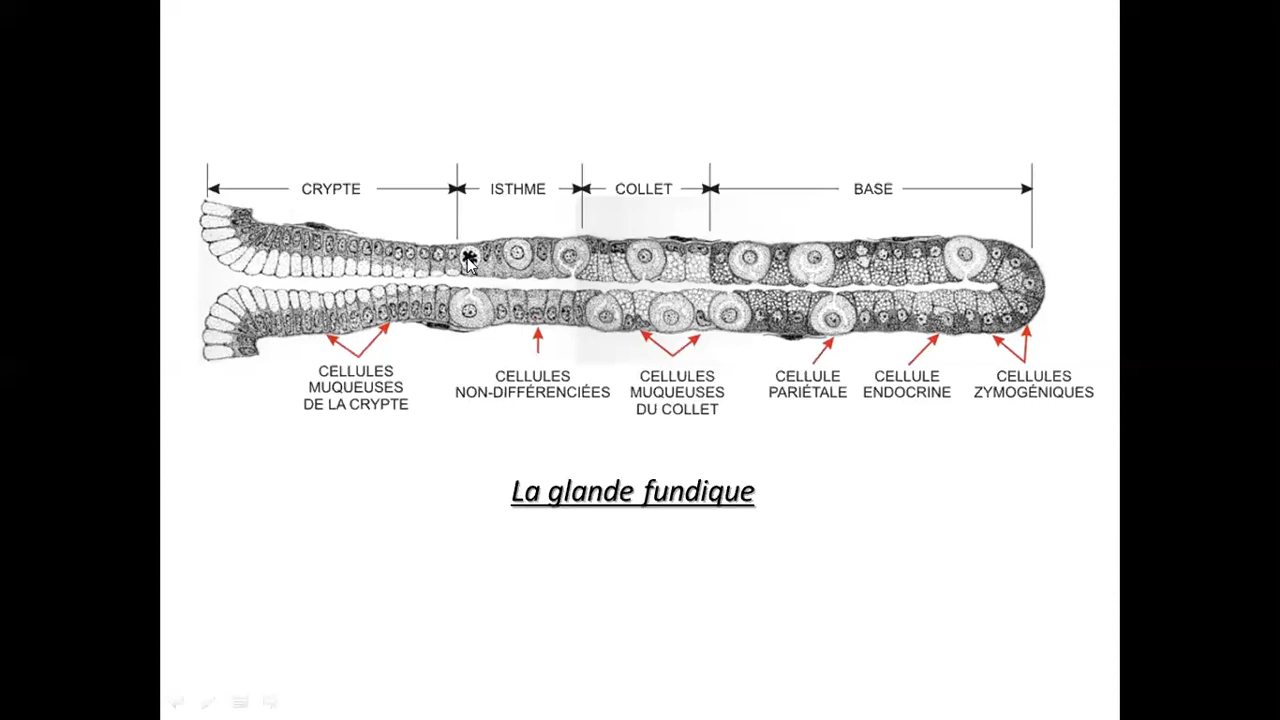 CRYPTE
ISTHME
COLLET
BASE
CELLULES
MUQUEUSES
DE LA CRYPTE
CELLULES
NON-DIFFÉRENCIÉES
CELLULES
MUQUEUSES
DU COLLET
CELLULE
PARIÉTALE
CELLULE
ENDOCRINE
CELLULES
ZYMOGÉNIQUES
La glande fundique